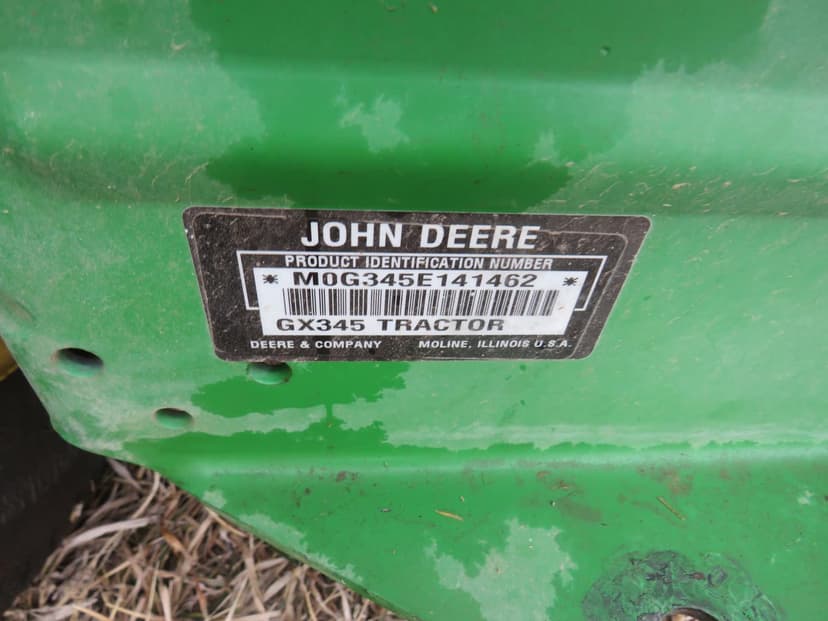 JOHN DEERE
PRODUCT IDENTIFICATION NUMBER
* M0G345E141462 *
GX345 TRACTOR
DEERE & COMPANY MOLINE, ILLINOIS U.S.A.